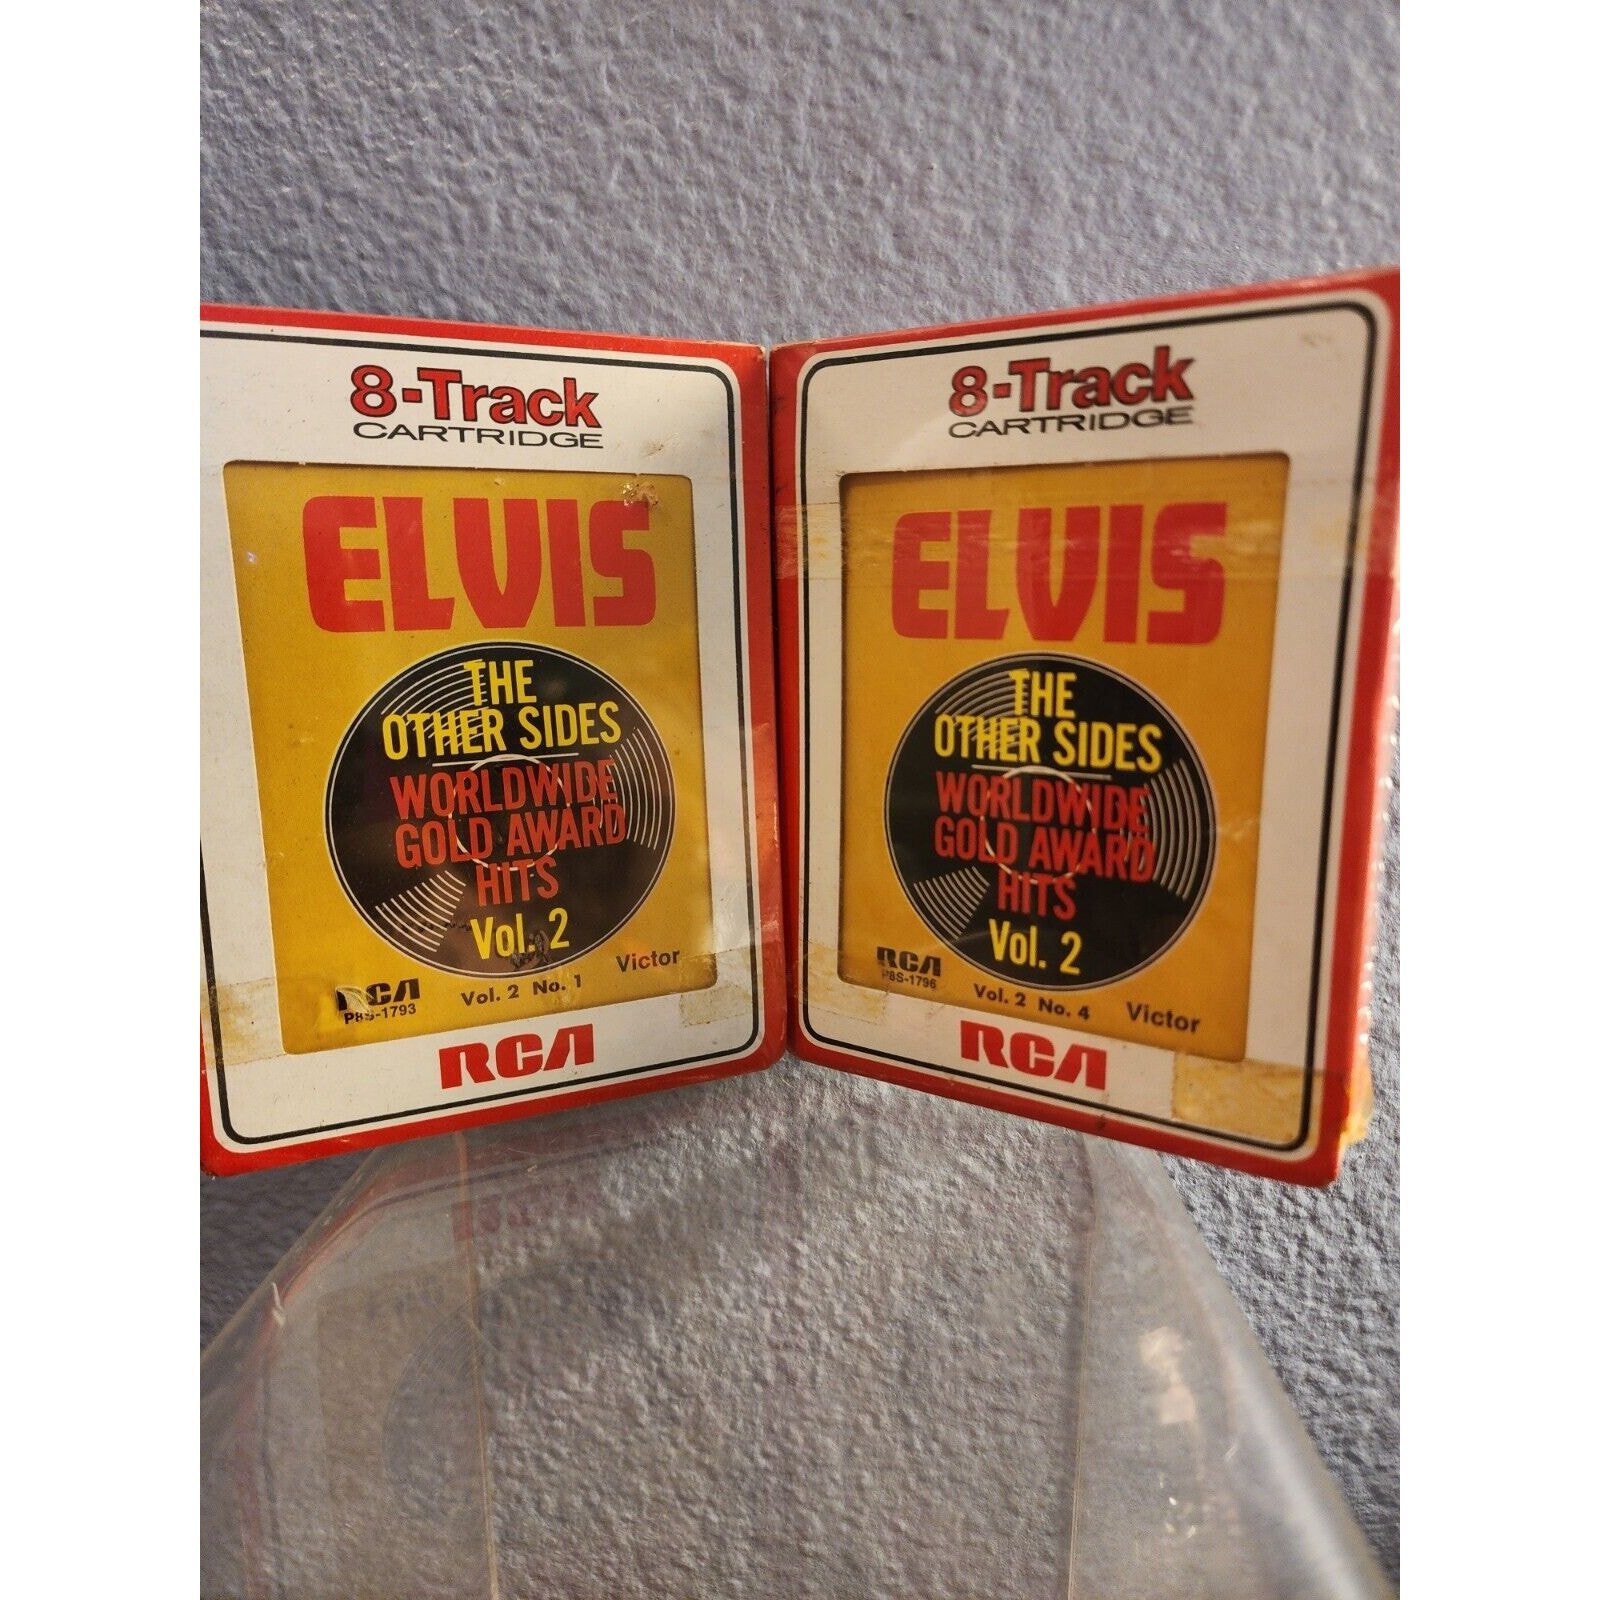 8-Track
CARTRIDGE
ELVIS
THE
OTHER SIDES
WORLDWIDE
GOLD AWARD
HITS
Vol. 2
RCA
P8S-1793
Vol. 2 No. 1
Victor
RCA
8-Track
CARTRIDGE
ELVIS
THE
OTHER SIDES
WORLDWIDE
GOLD AWARD
HITS
Vol. 2
RCA
P8S-1796
Vol. 2 No. 4
Victor
RCA